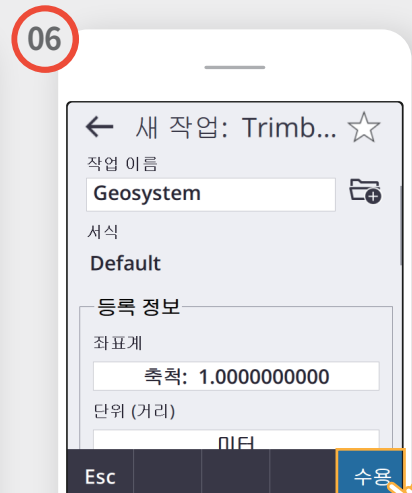 06
새 작업: Trimb...
작업 이름
Geosystem
서식
Default
등록 정보
좌표계
축척: 1.0000000000
단위 (거리)
미터
Esc
수용